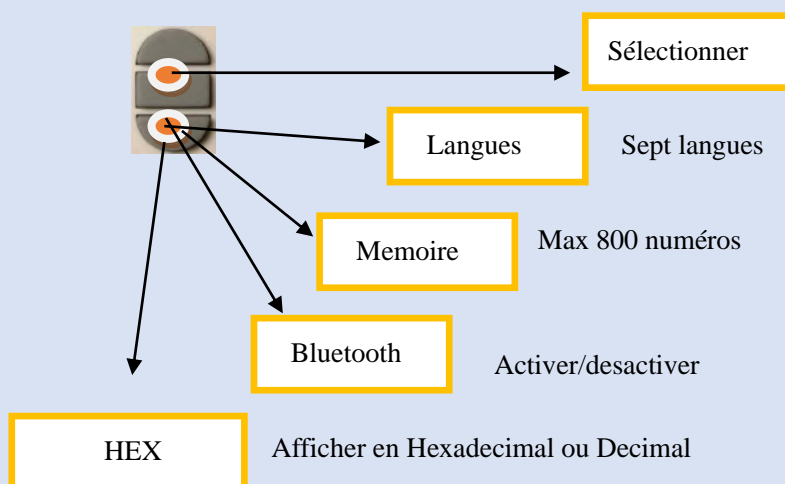 Sélectionner
Langues Sept langues
Memoire Max 800 numéros
Bluetooth Activer/desactiver
HEX Afficher en Hexadecimal ou Decimal